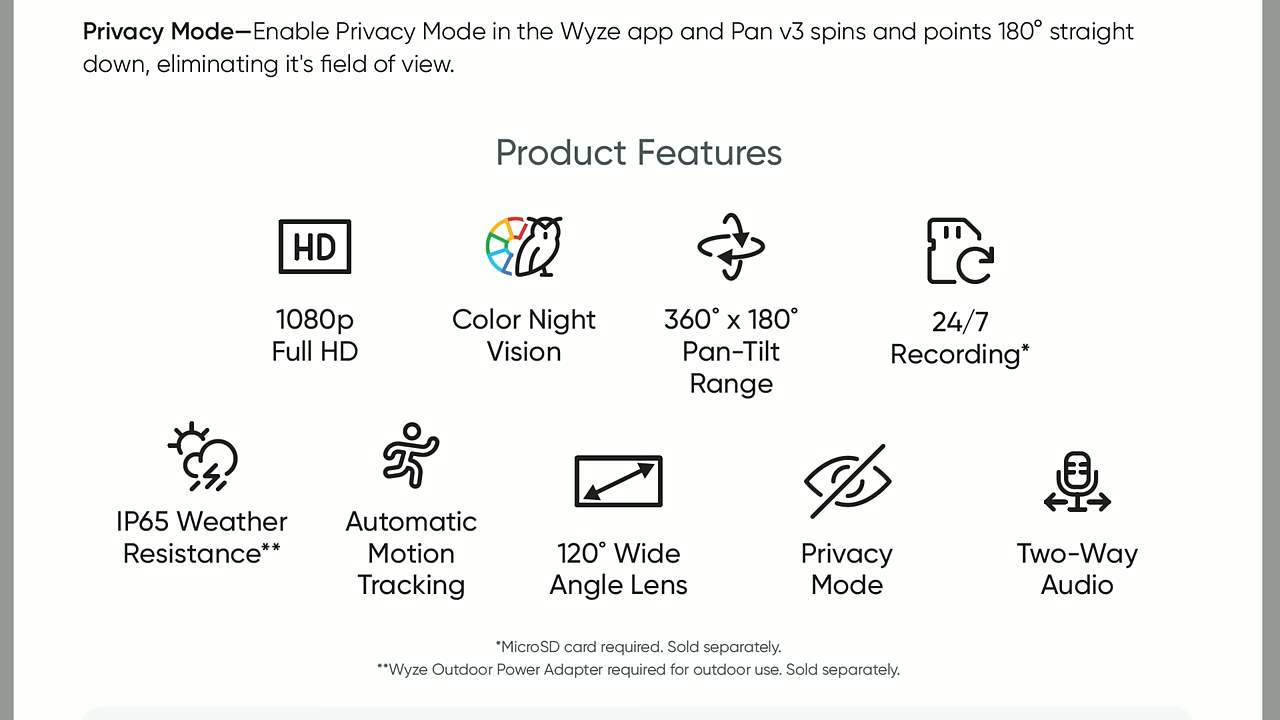 Privacy Mode—Enable Privacy Mode in the Wyze app and Pan v3 spins and points 180° straight
down, eliminating it's field of view.
Product Features
HD
1080p
Full HD
Color Night
Vision
360° x 180°
Pan-Tilt
Range
24/7
Recording*
IP65 Weather
Resistance**
Automatic
Motion
Tracking
120° Wide
Angle Lens
Privacy
Mode
Two-Way
Audio
*MicroSD card required. Sold separately.
**Wyze Outdoor Power Adapter required for outdoor use. Sold separately.